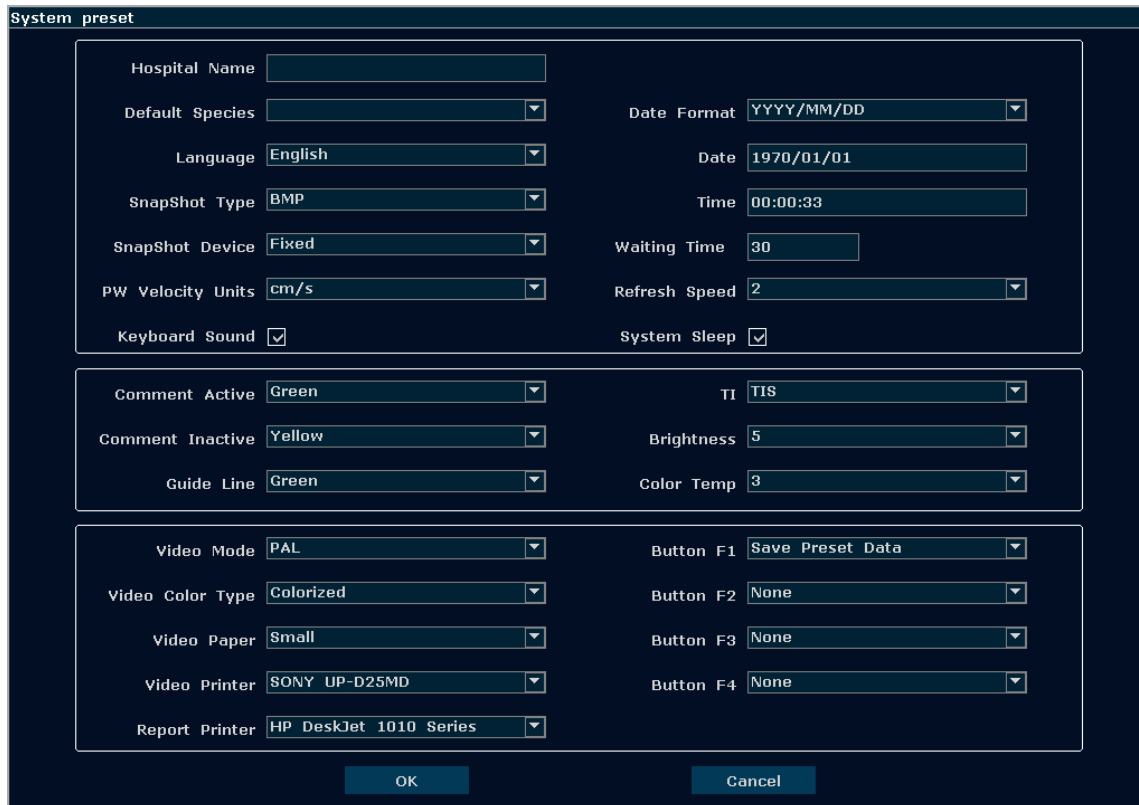 System preset
Hospital Name
Default Species Date Format YYYY/MM/DD
Language English Date 1970/01/01
SnapShot Type BMP Time 00:00:33
SnapShot Device Fixed Waiting Time 30
PW Velocity Units cm/s Refresh Speed 2
Keyboard Sound System Sleep
Comment Active Green TI TIS
Comment Inactive Yellow Brightness 5
Guide Line Green Color Temp 3
Video Mode PAL Button F1 Save Preset Data
Video Color Type Colorized Button F2 None
Video Paper Small Button F3 None
Video Printer SONY UP-D25MD Button F4 None
Report Printer HP DeskJet 1010 Series
OK Cancel